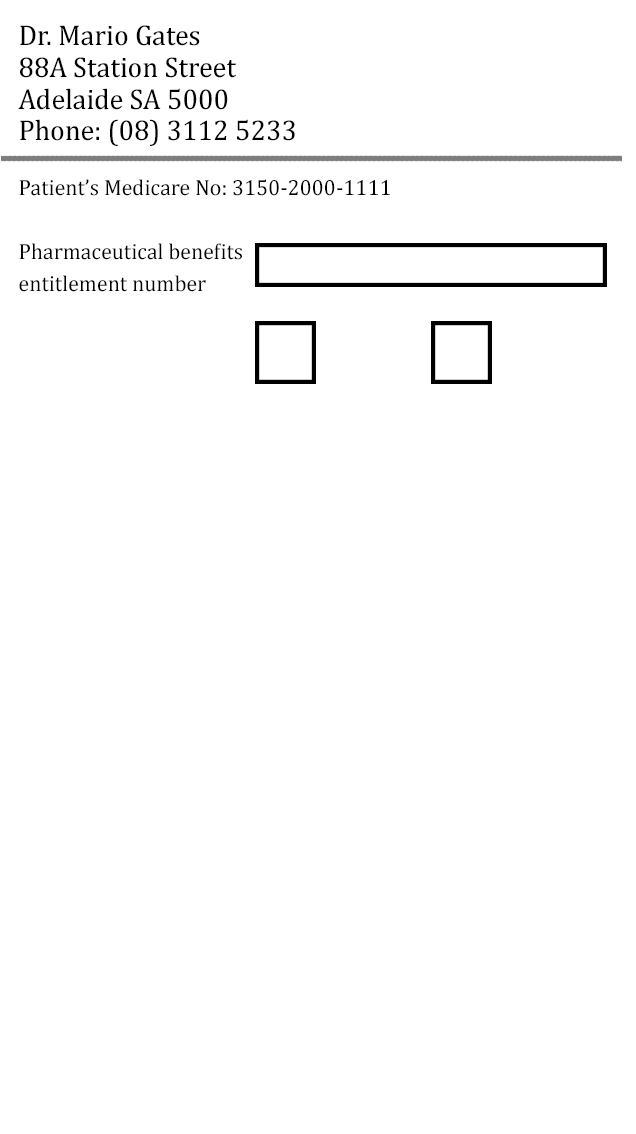 Dr. Mario Gates
88A Station Street
Adelaide SA 5000
Phone: (08) 3112 5233
Patient’s Medicare No: 3150-2000-1111
Pharmaceutical benefits
entitlement number